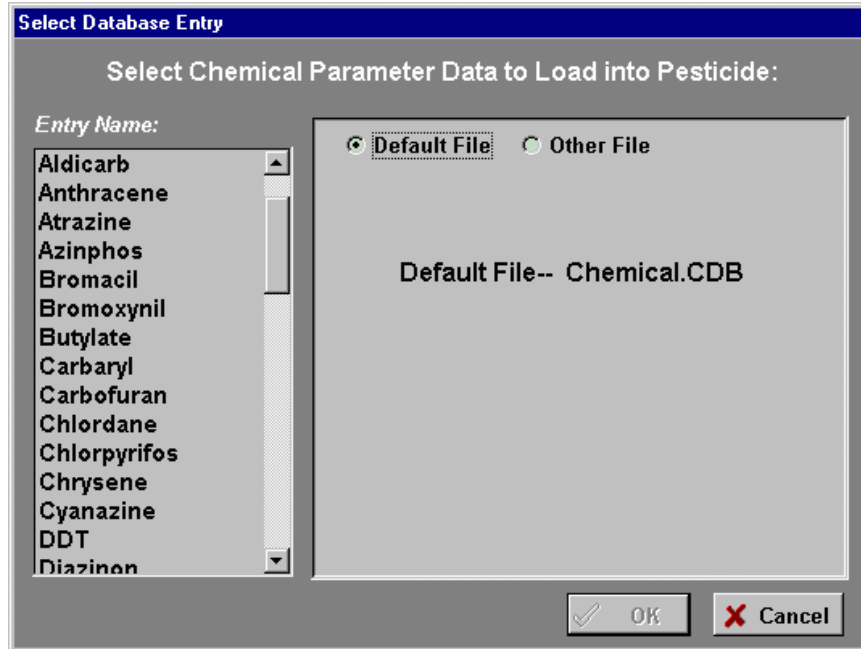 Select Database Entry
Select Chemical Parameter Data to Load into Pesticide:
Entry Name:
Aldicarb
Anthracene
Atrazine
Azinphos
Bromacil
Bromoxynil
Butylate
Carbaryl
Carbofuran
Chlordane
Chlorpyrifos
Chrysene
Cyanazine
DDT
Diazinon
Default File Other File
Default File-- Chemical.CDB
OK Cancel